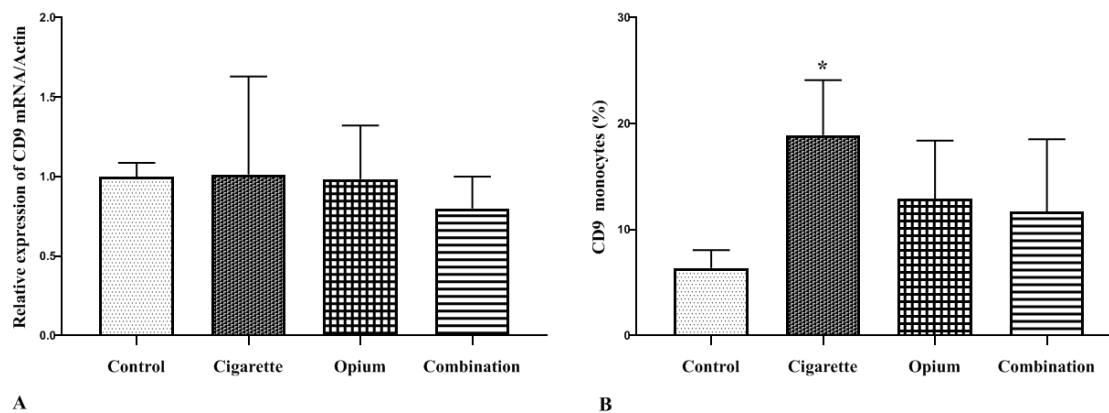 Relative expression of CD9 mRNA/Actin
2.0
1.5
1.0
0.5
0.0
Control Cigarette Opium Combination
A
CD9 monocytes (%)
30
20
10
0
*
Control Cigarette Opium Combination
B